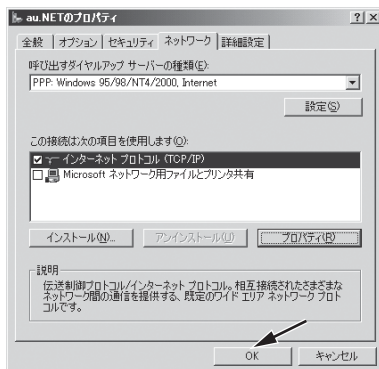 au.NETのプロパティ
全般 オプション セキュリティ ネットワーク 詳細設定
呼び出すダイヤルアップ サーバーの種類(E):
PPP: Windows 95/98/NT4/2000, Internet
設定(S)
この接続は次の項目を使用します(O):
インターネット プロトコル (TCP/IP)
Microsoft ネットワーク用ファイルとプリンタ共有
インストール(N)... アンインストール(U) プロパティ(R)
説明
伝送制御プロトコル/インターネット プロトコル。相互接続されたさまざまな
ネットワーク間の通信を提供する、既定のワイド エリア ネットワーク プロト
コルです。
OK キャンセル